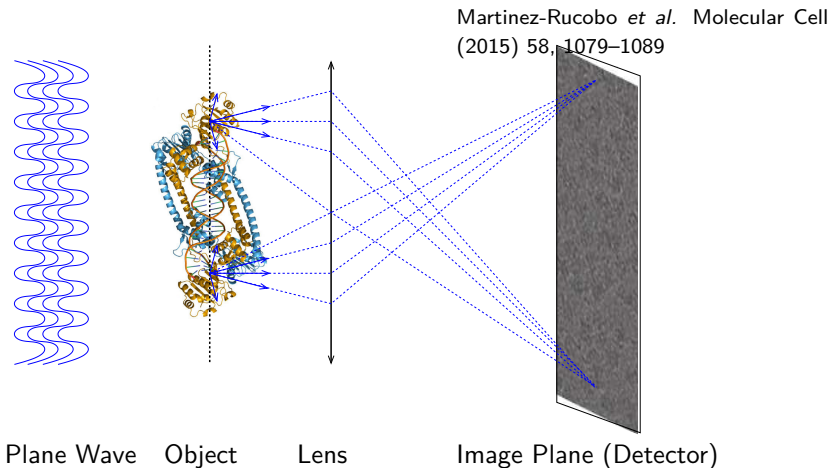 Martinez-Rucobo et al. Molecular Cell
(2015) 58, 1079–1089
Plane Wave Object Lens Image Plane (Detector)